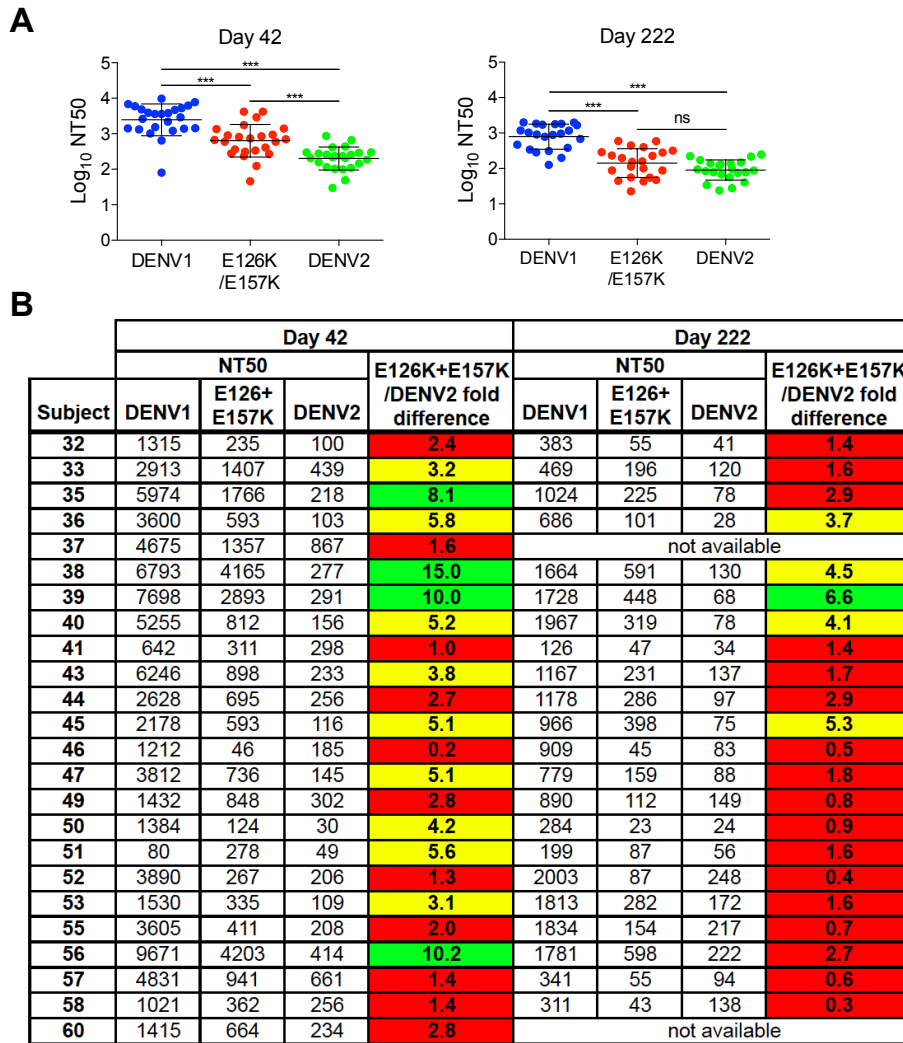 A
Day 42
Day 222
Log10 NT50
5
4
3
2
1
0
***
***
***
DENV1
E126K
/E157K
DENV2
Log10 NT50
5
4
3
2
1
0
***
***
ns
DENV1
E126K
/E157K
DENV2
B
Day 42 Day 222
NT50 E126K+E157K /DENV2 fold difference NT50 E126K+E157K /DENV2 fold difference
Subject DENV1 E126+ E157K DENV2 DENV1 E126+ E157K DENV2
32 1315 235 100 2.4 383 55 41 1.4
33 2913 1407 439 3.2 469 196 120 1.6
35 5974 1766 218 8.1 1024 225 78 2.9
36 3600 593 103 5.8 686 101 28 3.7
37 4675 1357 867 1.6 not available
38 6793 4165 277 15.0 1664 591 130 4.5
39 7698 2893 291 10.0 1728 448 68 6.6
40 5255 812 156 5.2 1967 319 78 4.1
41 642 311 298 1.0 126 47 34 1.4
43 6246 898 233 3.8 1167 231 137 1.7
44 2628 695 256 2.7 1178 286 97 2.9
45 2178 593 116 5.1 966 398 75 5.3
46 1212 46 185 0.2 909 45 83 0.5
47 3812 736 145 5.1 779 159 88 1.8
49 1432 848 302 2.8 890 112 149 0.8
50 1384 124 30 4.2 284 23 24 0.9
51 80 278 49 5.6 199 87 56 1.6
52 3890 267 206 1.3 2003 87 248 0.4
53 1530 335 109 3.1 1813 282 172 1.6
55 3605 411 208 2.0 1834 154 217 0.7
56 9671 4203 414 10.2 1781 598 222 2.7
57 4831 941 661 1.4 341 55 94 0.6
58 1021 362 256 1.4 311 43 138 0.3
60 1415 664 234 2.8 not available